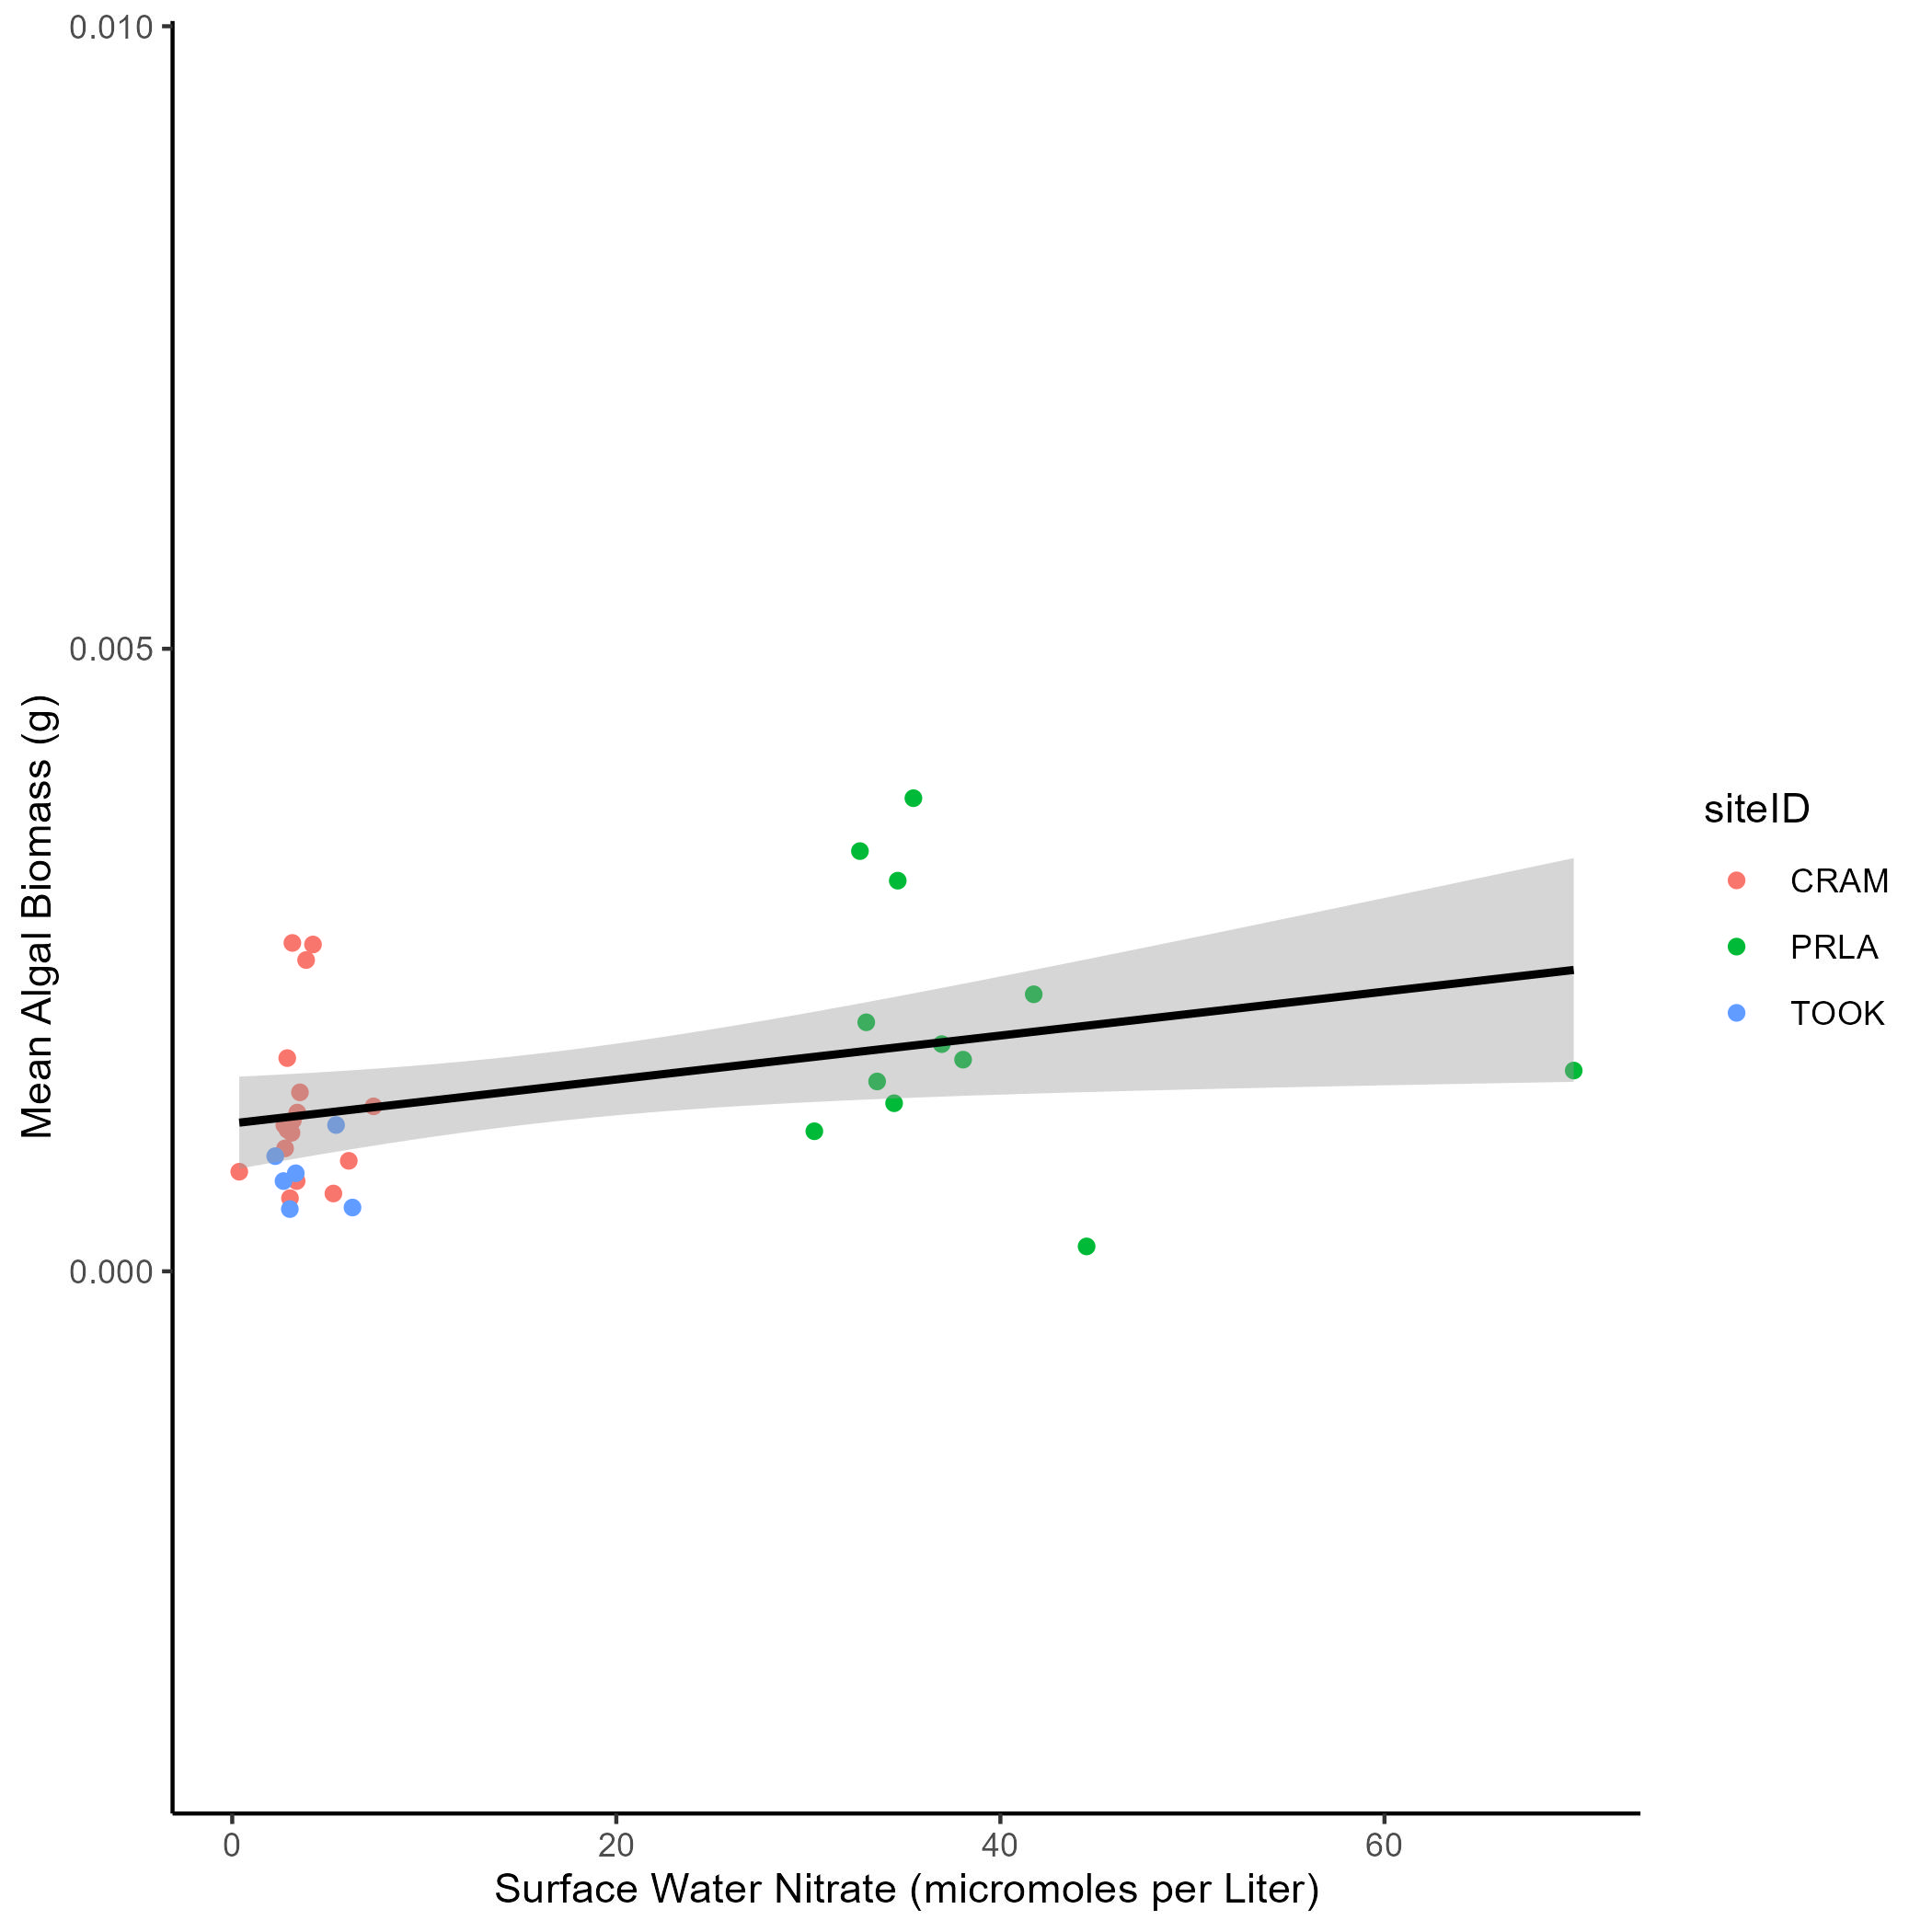 0.010
0.005
0.000
Mean Algal Biomass (g)
0 20 40 60
Surface Water Nitrate (micromoles per Liter)
siteID
CRAM
PRLA
TOOK